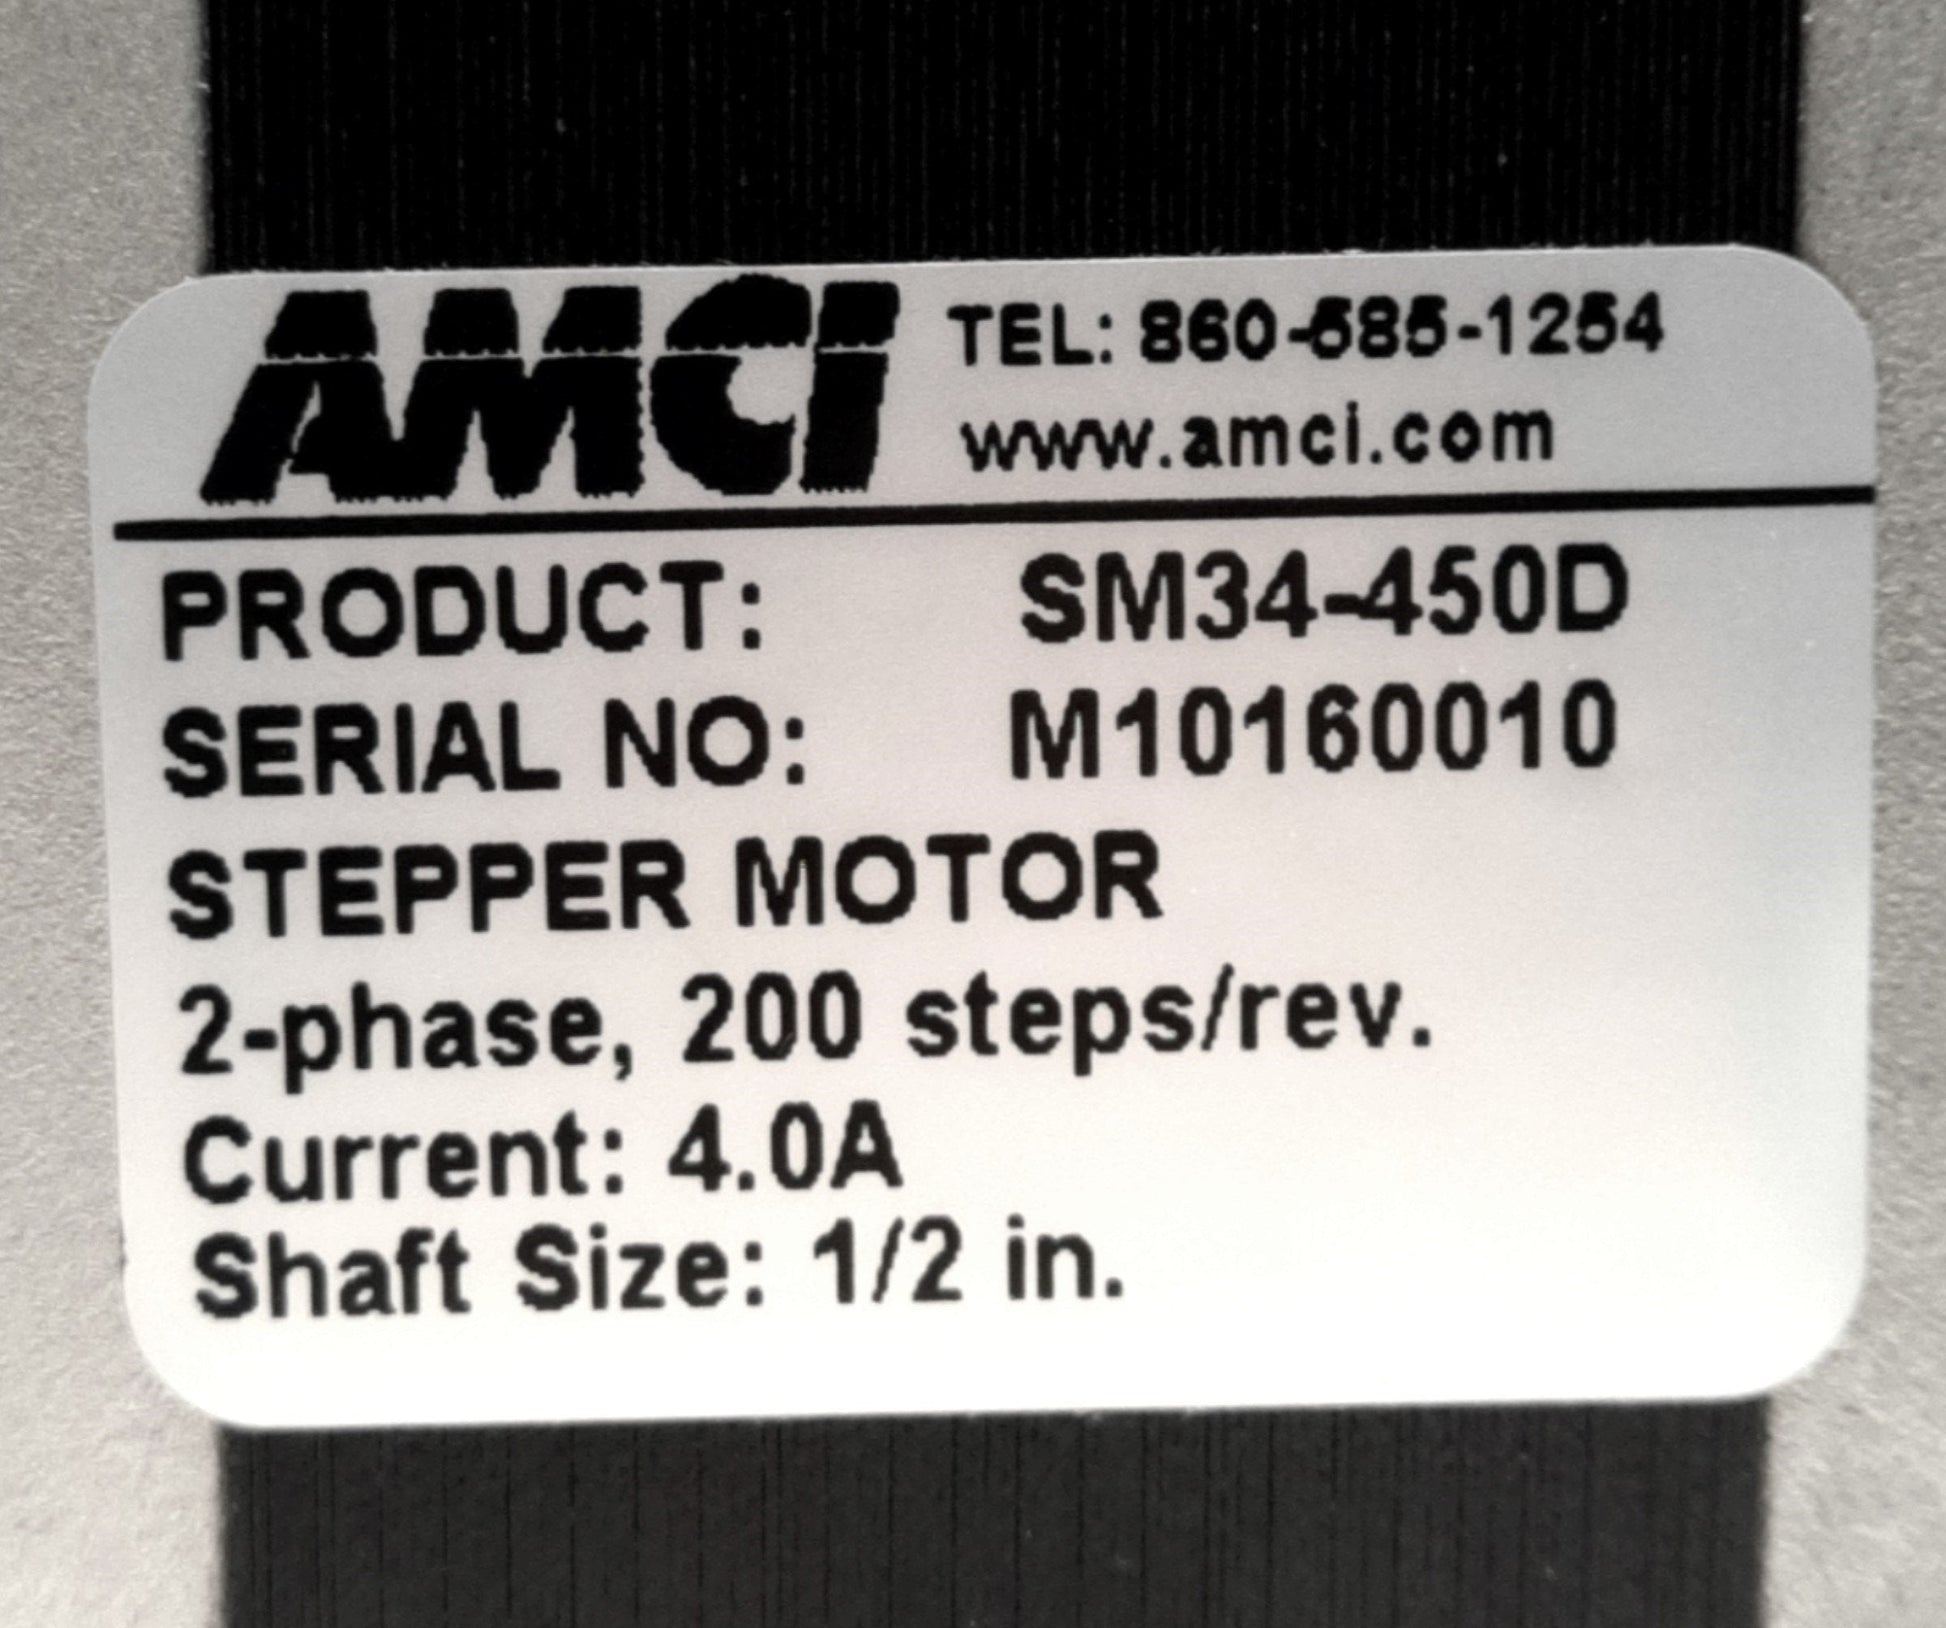 AMCI TEL: 860-585-1254
www.amci.com
PRODUCT: SM34-450D
SERIAL NO: M10160010
STEPPER MOTOR
2-phase, 200 steps/rev.
Current: 4.0A
Shaft Size: 1/2 in.